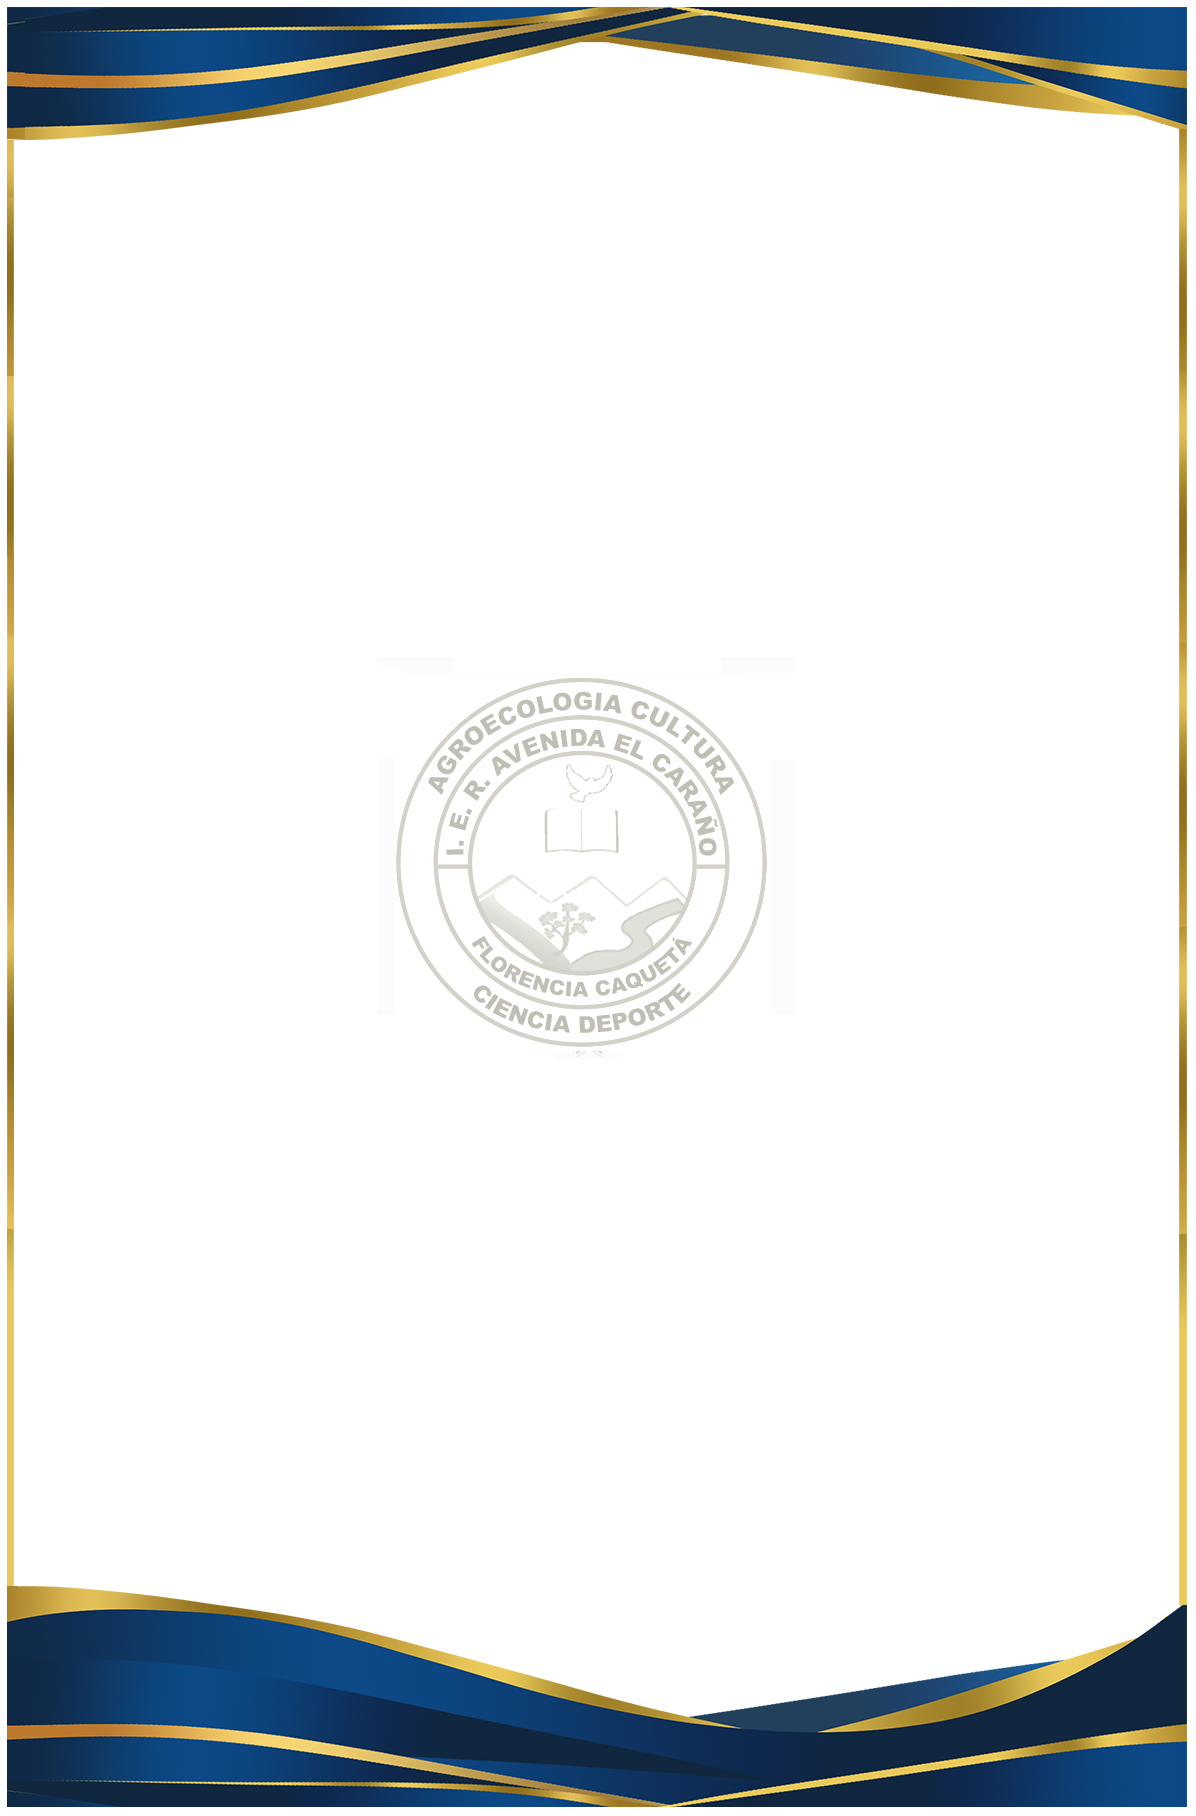 AGROECOLOGIA CULTURA
I. E. R. AVENIDA EL CARAÑO
FLORENCIA CAQUETÁ
CIENCIA DEPORTE